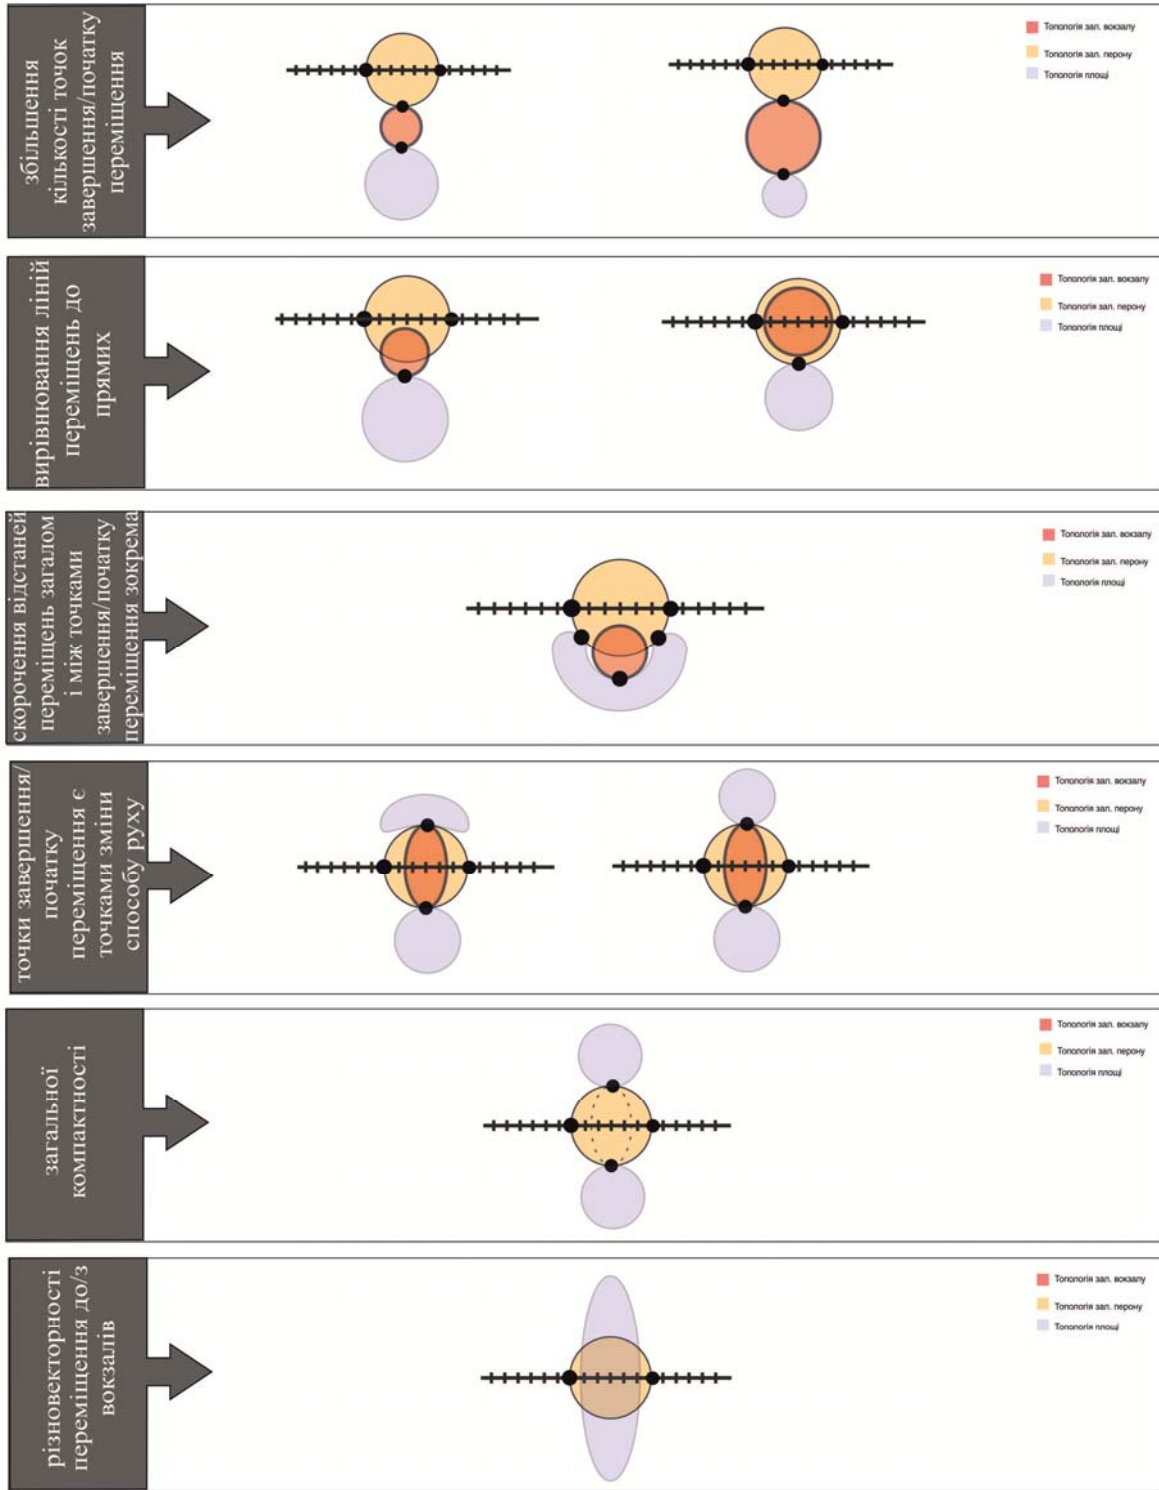 збільшення
кількості точок
завершення/початку
переміщення
Топологія зал. вокзалу
Топологія зал. перону
Топологія площі
вирівнювання ліній
переміщень до
прямих
Топологія зал. вокзалу
Топологія зал. перону
Топологія площі
скорочення відстаней
переміщень загалом
і між точками
завершення/початку
переміщення зокрема
Топологія зал. вокзалу
Топологія зал. перону
Топологія площі
точки завершення/
початку
переміщення є
точками зміни
способу руху
Топологія зал. вокзалу
Топологія зал. перону
Топологія площі
загальної
компактності
Топологія зал. вокзалу
Топологія зал. перону
Топологія площі
різновекторності
переміщення до/з
вокзалів
Топологія зал. вокзалу
Топологія зал. перону
Топологія площі